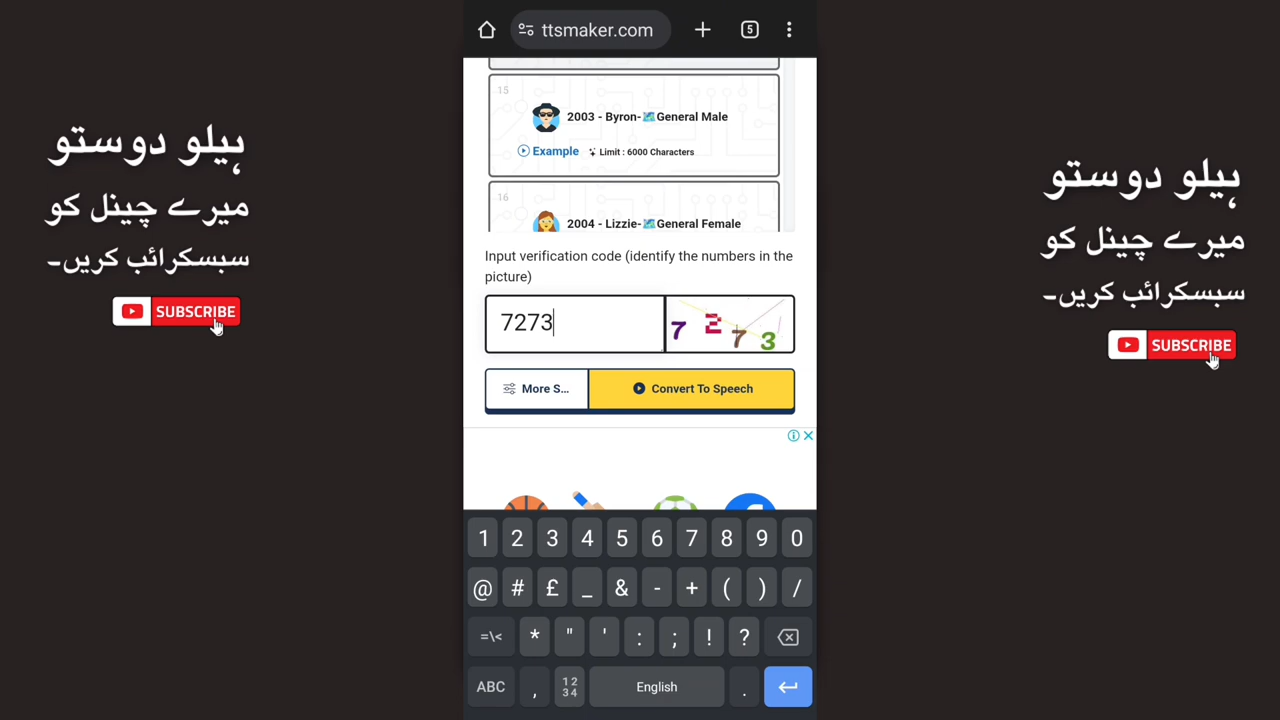 ہیلو دوستو
میرے چینل کو
سبسکرائب کریں۔
SUBSCRIBE
ttsmaker.com
5
15
2003 - Byron-🗺️General Male
Example
Limit : 6000 Characters
16
2004 - Lizzie-🗺️General Female
Input verification code (identify the numbers in the
picture)
7273
7 2 7 3
More S...
Convert To Speech
1 2 3 4 5 6 7 8 9 0
@ # £ _ & - + ( ) /
=\< * " ' : ; ! ?
ABC , 12 34 English .
ہیلو دوستو
میرے چینل کو
سبسکرائب کریں۔
SUBSCRIBE